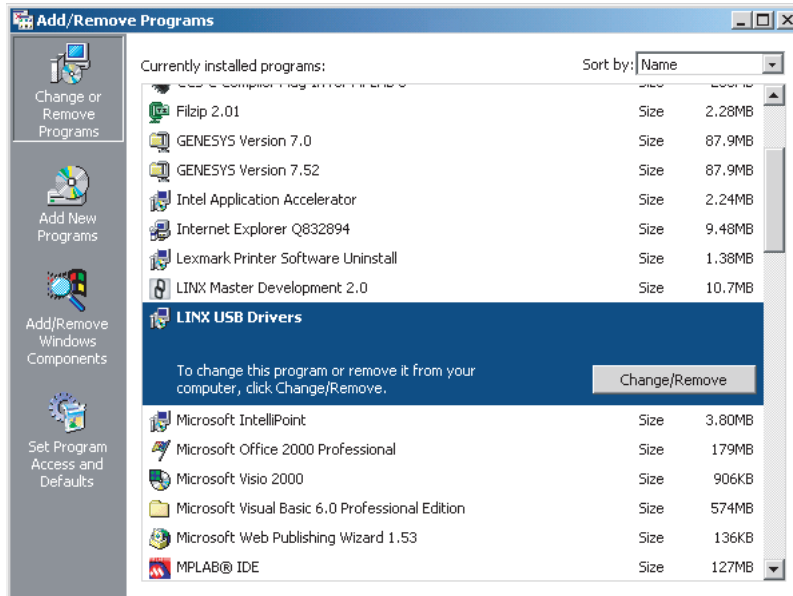 Add/Remove Programs
Change or
Remove
Programs
Add New
Programs
Add/Remove
Windows
Components
Set Program
Access and
Defaults
Currently installed programs:
Sort by: Name
Filzip 2.01 Size 2.28MB
GENESYS Version 7.0 Size 87.9MB
GENESYS Version 7.52 Size 87.9MB
Intel Application Accelerator Size 2.24MB
Internet Explorer Q832894 Size 9.48MB
Lexmark Printer Software Uninstall Size 1.38MB
LINX Master Development 2.0 Size 10.7MB
LINX USB Drivers
To change this program or remove it from your
computer, click Change/Remove.
Change/Remove
Microsoft IntelliPoint Size 3.80MB
Microsoft Office 2000 Professional Size 179MB
Microsoft Visio 2000 Size 906KB
Microsoft Visual Basic 6.0 Professional Edition Size 574MB
Microsoft Web Publishing Wizard 1.53 Size 136KB
MPLAB® IDE Size 127MB